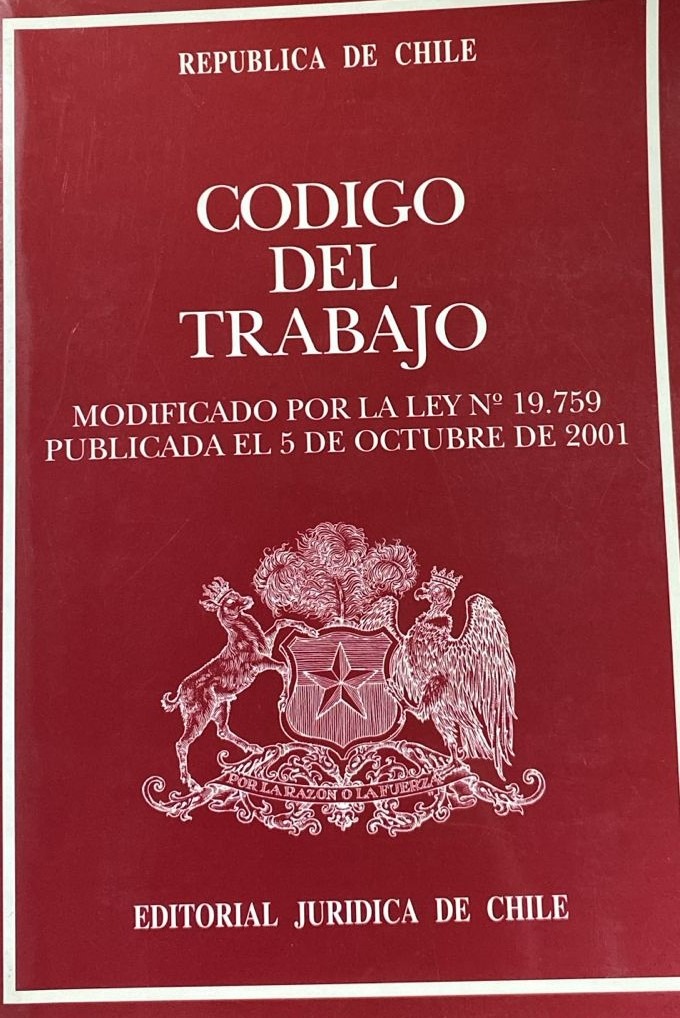 REPUBLICA DE CHILE
CODIGO
DEL
TRABAJO
MODIFICADO POR LA LEY Nº 19.759
PUBLICADA EL 5 DE OCTUBRE DE 2001
POR LA RAZÓN O LA FUERZA
EDITORIAL JURIDICA DE CHILE